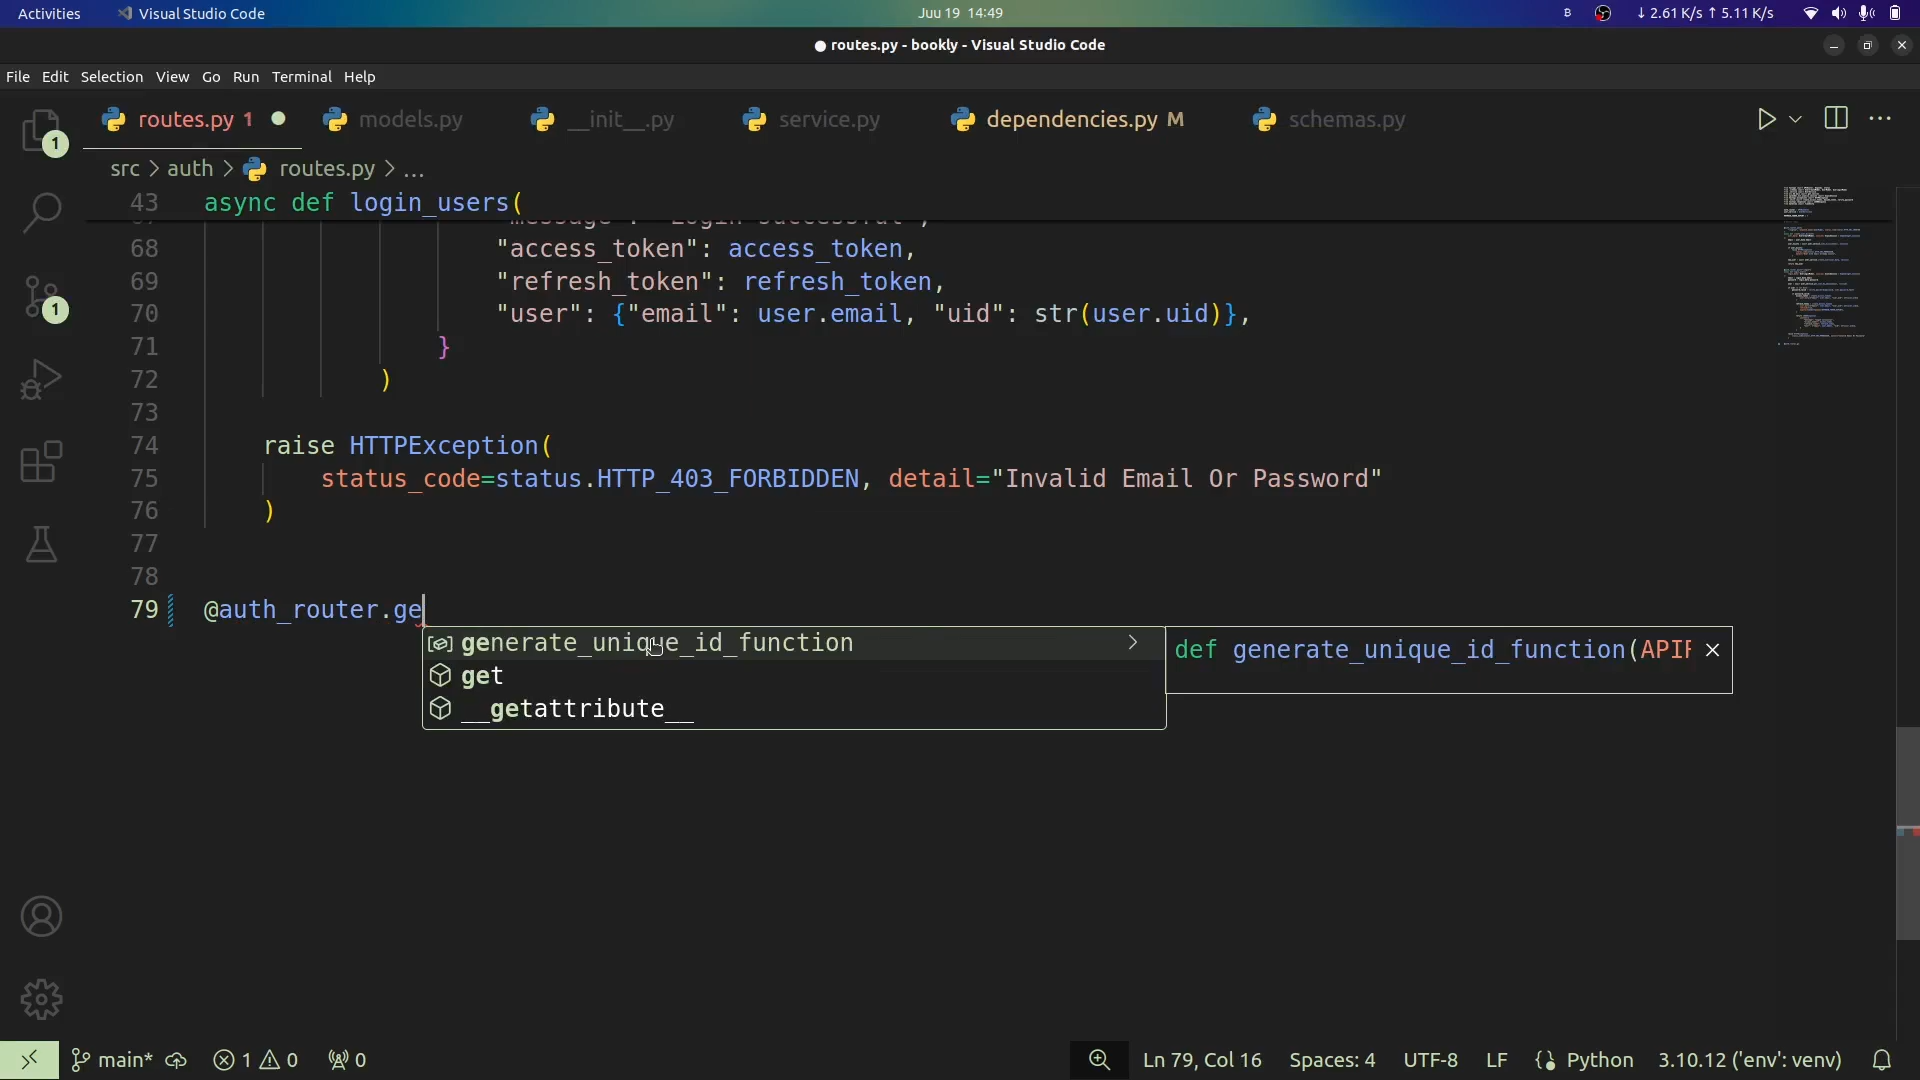 Activities Visual Studio Code Juu 19 14:49 ↓ 2.61 K/s ↑ 5.11 K/s
● routes.py - bookly - Visual Studio Code
File Edit Selection View Go Run Terminal Help
routes.py 1 models.py __init__.py service.py dependencies.py M schemas.py
1
src > auth > routes.py > ...
43 async def login_users(
68 "access_token": access_token,
69 "refresh_token": refresh_token,
1
70 "user": {"email": user.email, "uid": str(user.uid)},
71 }
72 )
73
74 raise HTTPException(
75 status_code=status.HTTP_403_FORBIDDEN, detail="Invalid Email Or Password"
76 )
77
78
79 @auth_router.ge
generate_unique_id_function
def generate_unique_id_function(
get
__getattribute__
main* 1 0 0 Ln 79, Col 16 Spaces: 4 UTF-8 LF Python 3.10.12 ('env': venv)